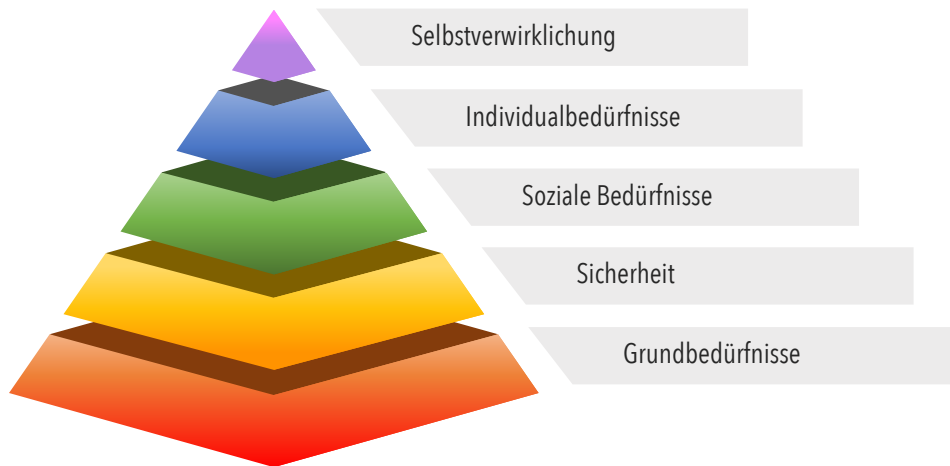 Selbstverwirklichung
Individualbedürfnisse
Soziale Bedürfnisse
Sicherheit
Grundbedürfnisse